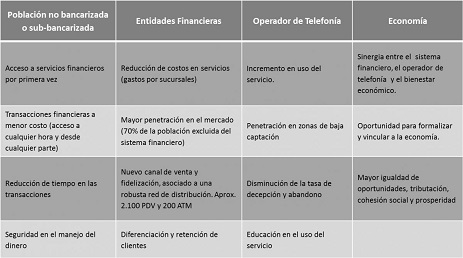 Población no bancarizada
o sub-bancarizada
Entidades Financieras
Operador de Telefonía
Economía
Acceso a servicios financieros
por primera vez
Reducción de costos en servicios
(gastos por sucursales)
Incremento en uso del
servicio.
Sinergia entre el sistema
financiero, el operador de
telefonía y el bienestar
económico.
Transacciones financieras a
menor costo (acceso a
cualquier hora y desde
cualquier parte)
Mayor penetración en el mercado
(70% de la población excluida del
sistema financiero)
Penetración en zonas de baja
captación
Oportunidad para formalizar
y vincular a la economía.
Reducción de tiempo en las
transacciones
Nuevo canal de venta y
fidelización, asociado a una
robusta red de distribución. Aprox.
2.100 PDV y 200 ATM
Disminución de la tasa de
decepción y abandono
Mayor igualdad de
oportunidades, tributación,
cohesión social y prosperidad
Seguridad en el manejo del
dinero
Diferenciación y retención de
clientes
Educación en el uso del
servicio